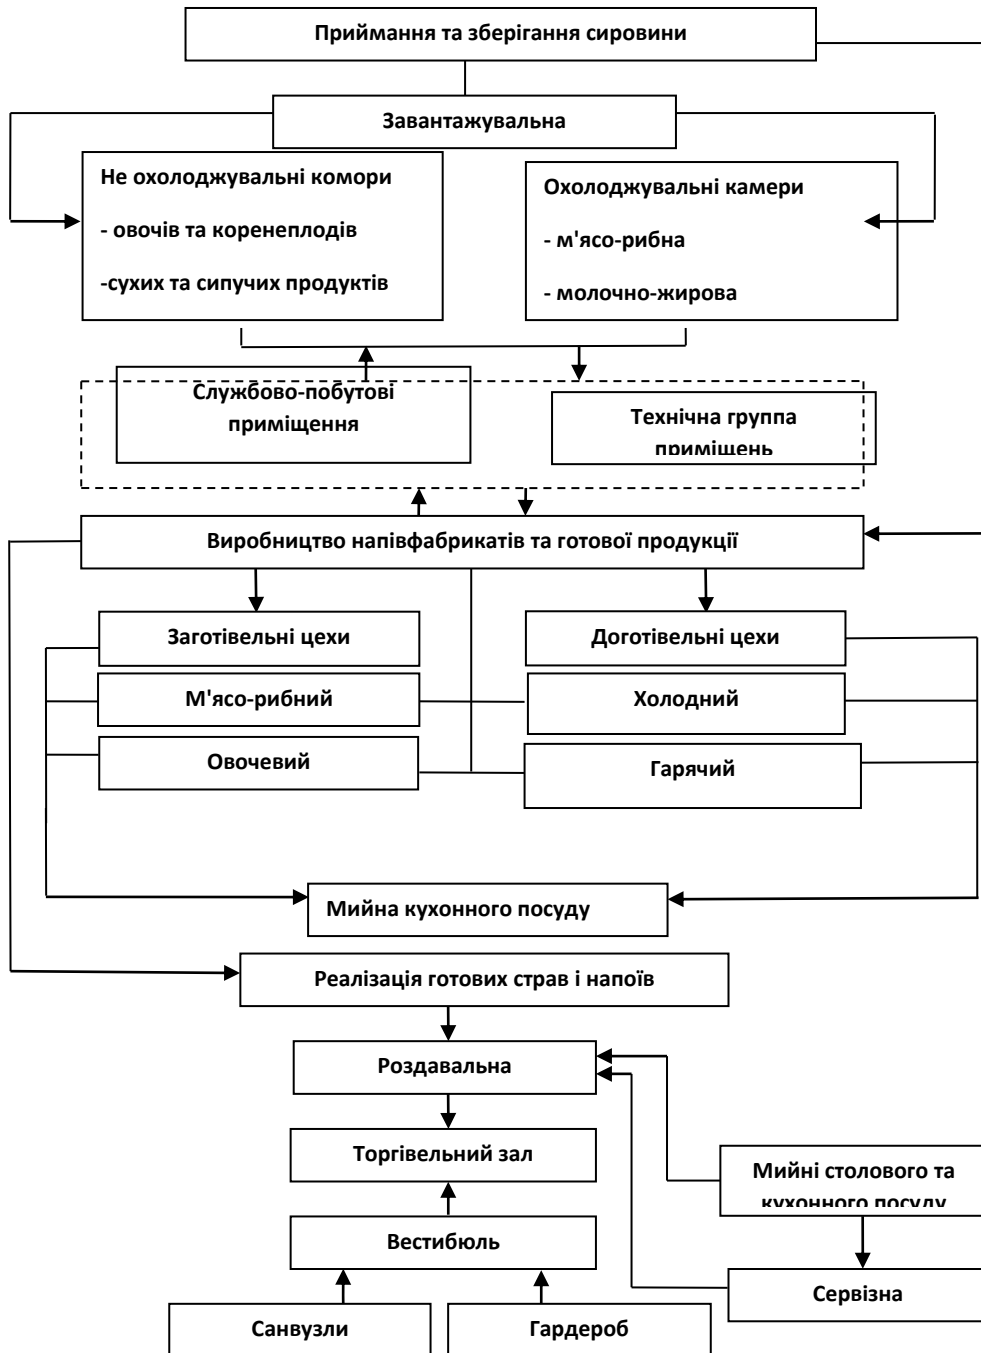 Приймання та зберігання сировини
Завантажувальна
Не охолоджувальні комори
- овочів та коренеплодів
-сухих та сипучих продуктів
Охолоджувальні камери
- м'ясо-рибна
- молочно-жирова
Службово-побутові
приміщення
Технічна группа
приміщень
Виробництво напівфабрикатів та готової продукції
Заготівельні цехи
Доготівельні цехи
М'ясо-рибний
Холодний
Овочевий
Гарячий
Мийна кухонного посуду
Реалізація готових страв і напоїв
Роздавальна
Торгівельний зал
Мийні столового та
кухонного посуду
Вестибюль
Сервізна
Санвузли
Гардероб